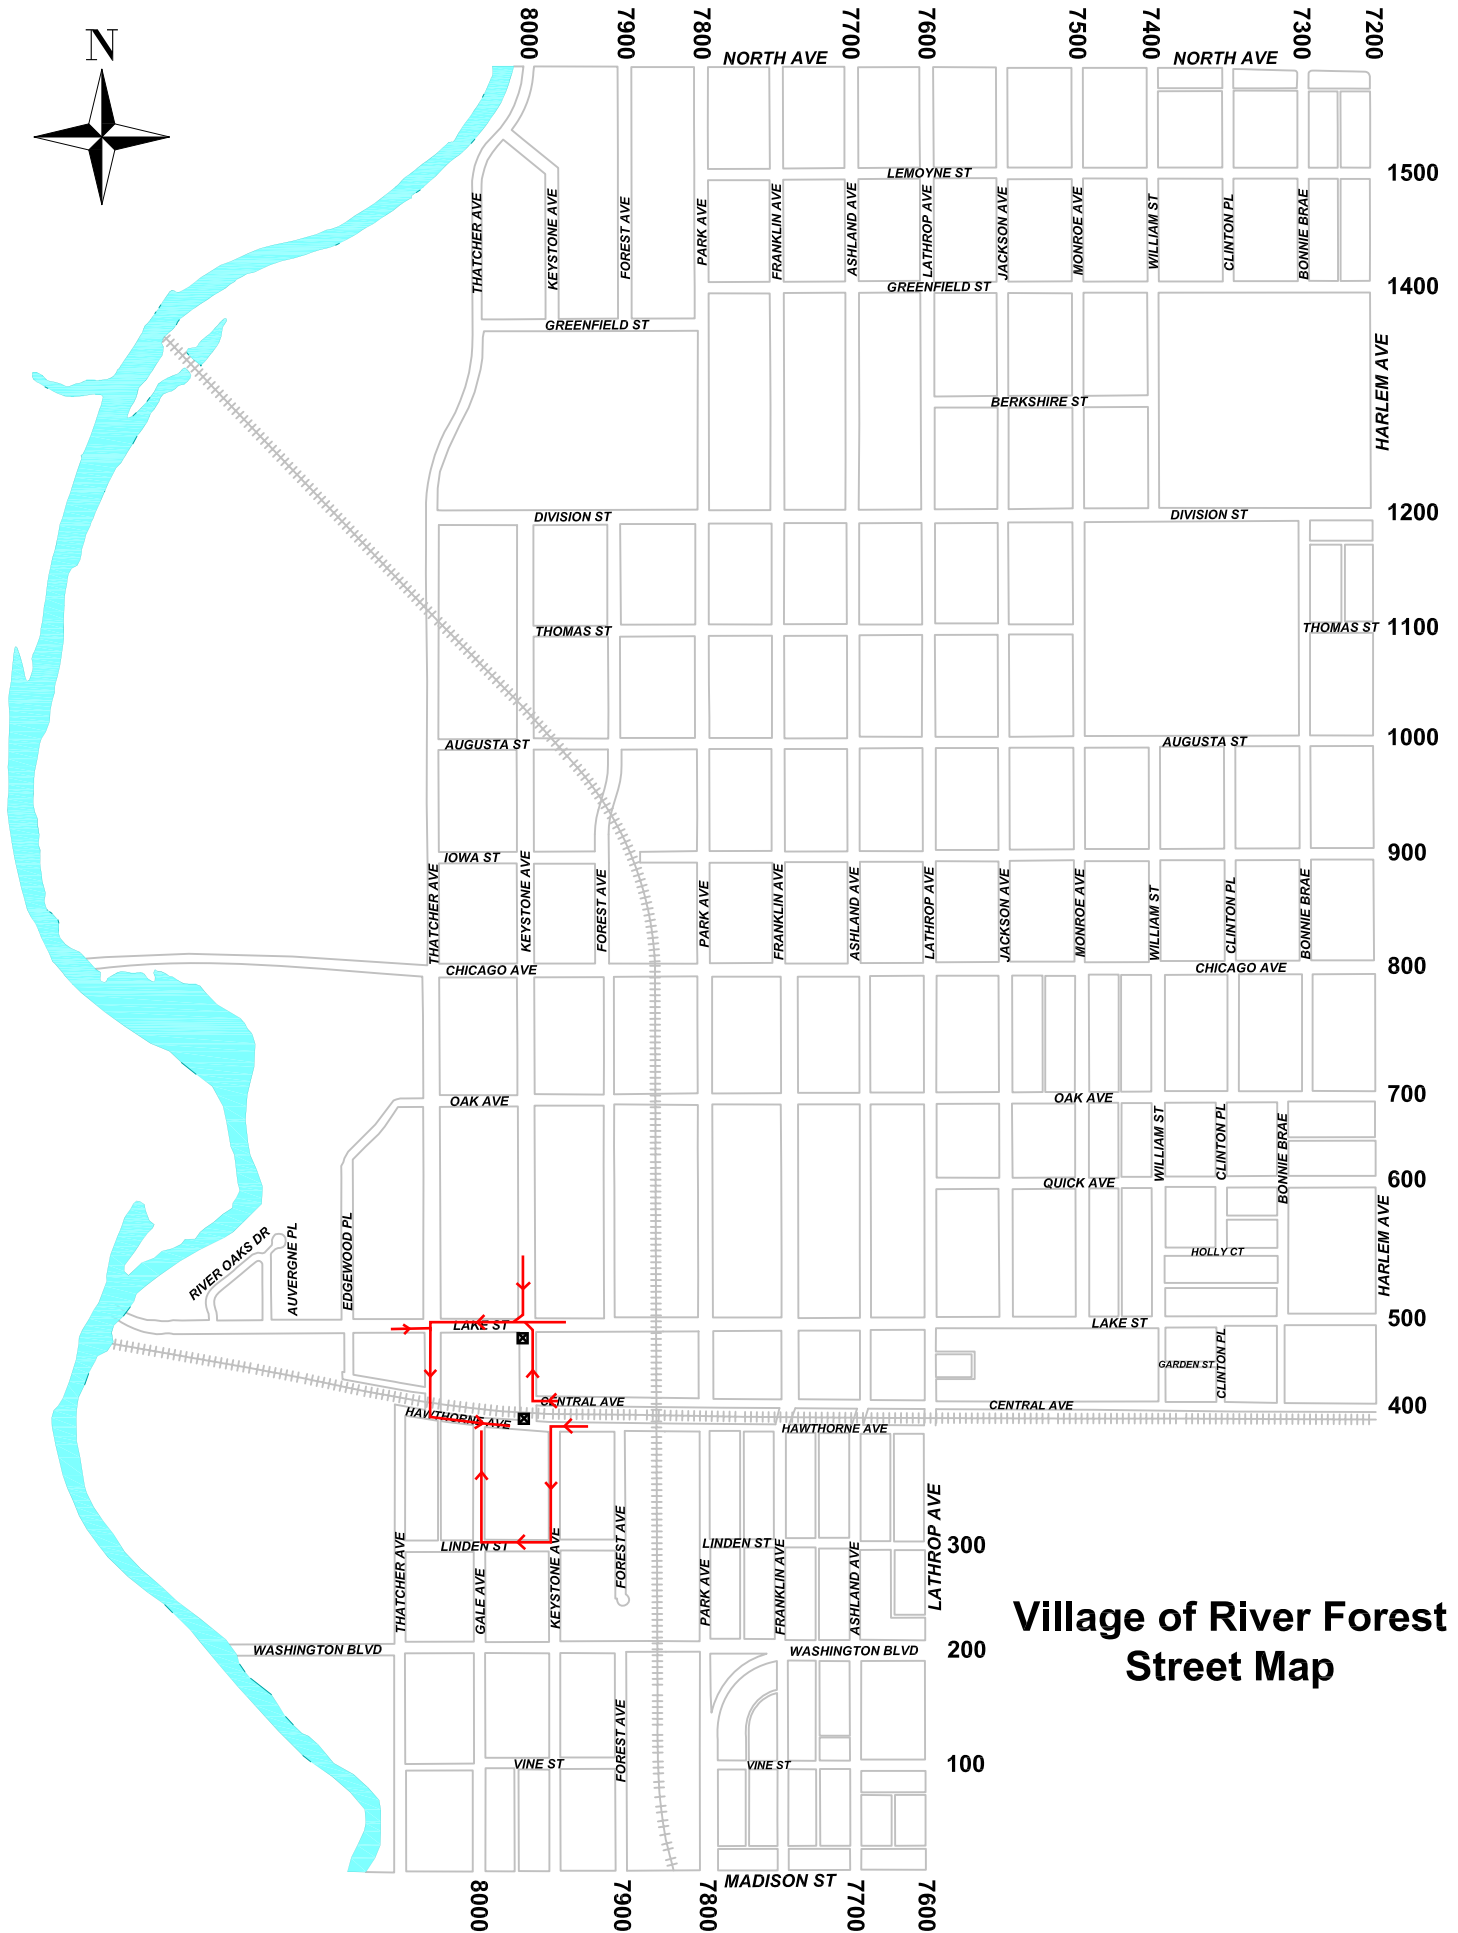 8000
7900
7800
7700
7600
7500
7400
7300
7200
N
NORTH AVE
NORTH AVE
1500
LEMOYNE ST
THATCHER AVE
KEYSTONE AVE
FOREST AVE
PARK AVE
FRANKLIN AVE
ASHLAND AVE
LATHROP AVE
JACKSON AVE
MONROE AVE
WILLIAM ST
CLINTON PL
BONNIE BRAE
1400
GREENFIELD ST
GREENFIELD ST
HARLEM AVE
BERKSHIRE ST
1200
DIVISION ST
DIVISION ST
1100
THOMAS ST
THOMAS ST
1000
AUGUSTA ST
AUGUSTA ST
900
IOWA ST
THATCHER AVE
KEYSTONE AVE
FOREST AVE
PARK AVE
FRANKLIN AVE
ASHLAND AVE
LATHROP AVE
JACKSON AVE
MONROE AVE
WILLIAM ST
CLINTON PL
BONNIE BRAE
800
CHICAGO AVE
CHICAGO AVE
700
OAK AVE
OAK AVE
WILLIAM ST
CLINTON PL
BONNIE BRAE
600
QUICK AVE
HARLEM AVE
RIVER OAKS DR
AUVERGNE PL
EDGEWOOD PL
HOLLY CT
500
LAKE ST
LAKE ST
GARDEN ST
CLINTON PL
400
CENTRAL AVE
CENTRAL AVE
HAWTHORNE AVE
HAWTHORNE AVE
LATHROP AVE
300
LINDEN ST
LINDEN ST
THATCHER AVE
GALE AVE
KEYSTONE AVE
FOREST AVE
PARK AVE
FRANKLIN AVE
ASHLAND AVE
Village of River Forest
Street Map
200
WASHINGTON BLVD
WASHINGTON BLVD
FOREST AVE
100
VINE ST
VINE ST
MADISON ST
8000
7900
7800
7700
7600